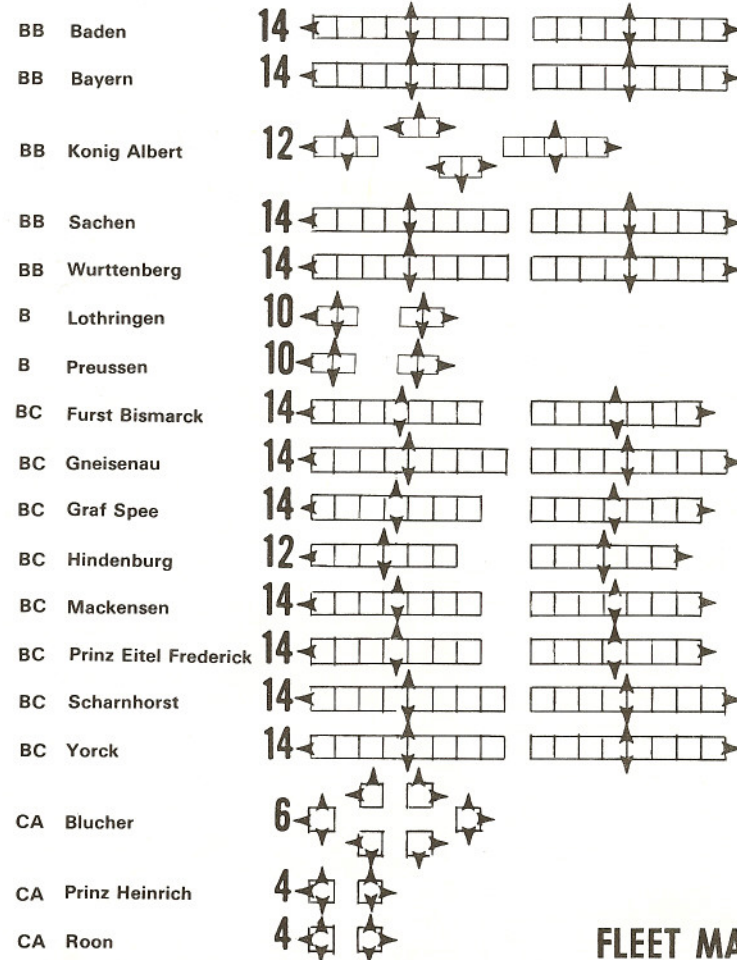 BB Baden 14
BB Bayern 14
BB Konig Albert 12
BB Sachen 14
BB Wurttenberg 14
B Lothringen 10
B Preussen 10
BC Furst Bismarck 14
BC Gneisenau 14
BC Graf Spee 14
BC Hindenburg 12
BC Mackensen 14
BC Prinz Eitel Frederick 14
BC Scharnhorst 14
BC Yorck 14
CA Blucher 6
CA Prinz Heinrich 4
CA Roon 4
FLEET MA